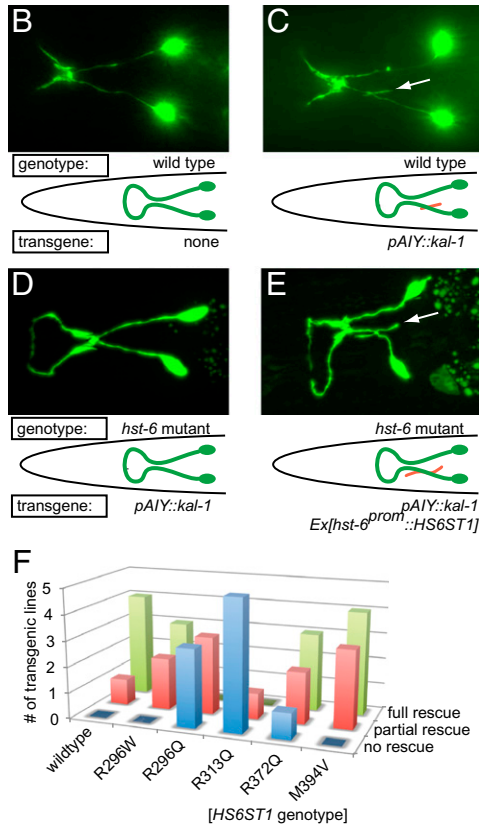 B
C
genotype: wild type
wild type
transgene: none
pAIY::kal-1
D
E
genotype: hst-6 mutant
hst-6 mutant
transgene: pAIY::kal-1
pAIY::kal-1
Ex[hst-6prom::HS6ST1]
F
# of transgenic lines
5
4
3
2
1
0
full rescue
partial rescue
no rescue
wildtype
R296W
R296Q
R313Q
R372Q
M394V
[HS6ST1 genotype]